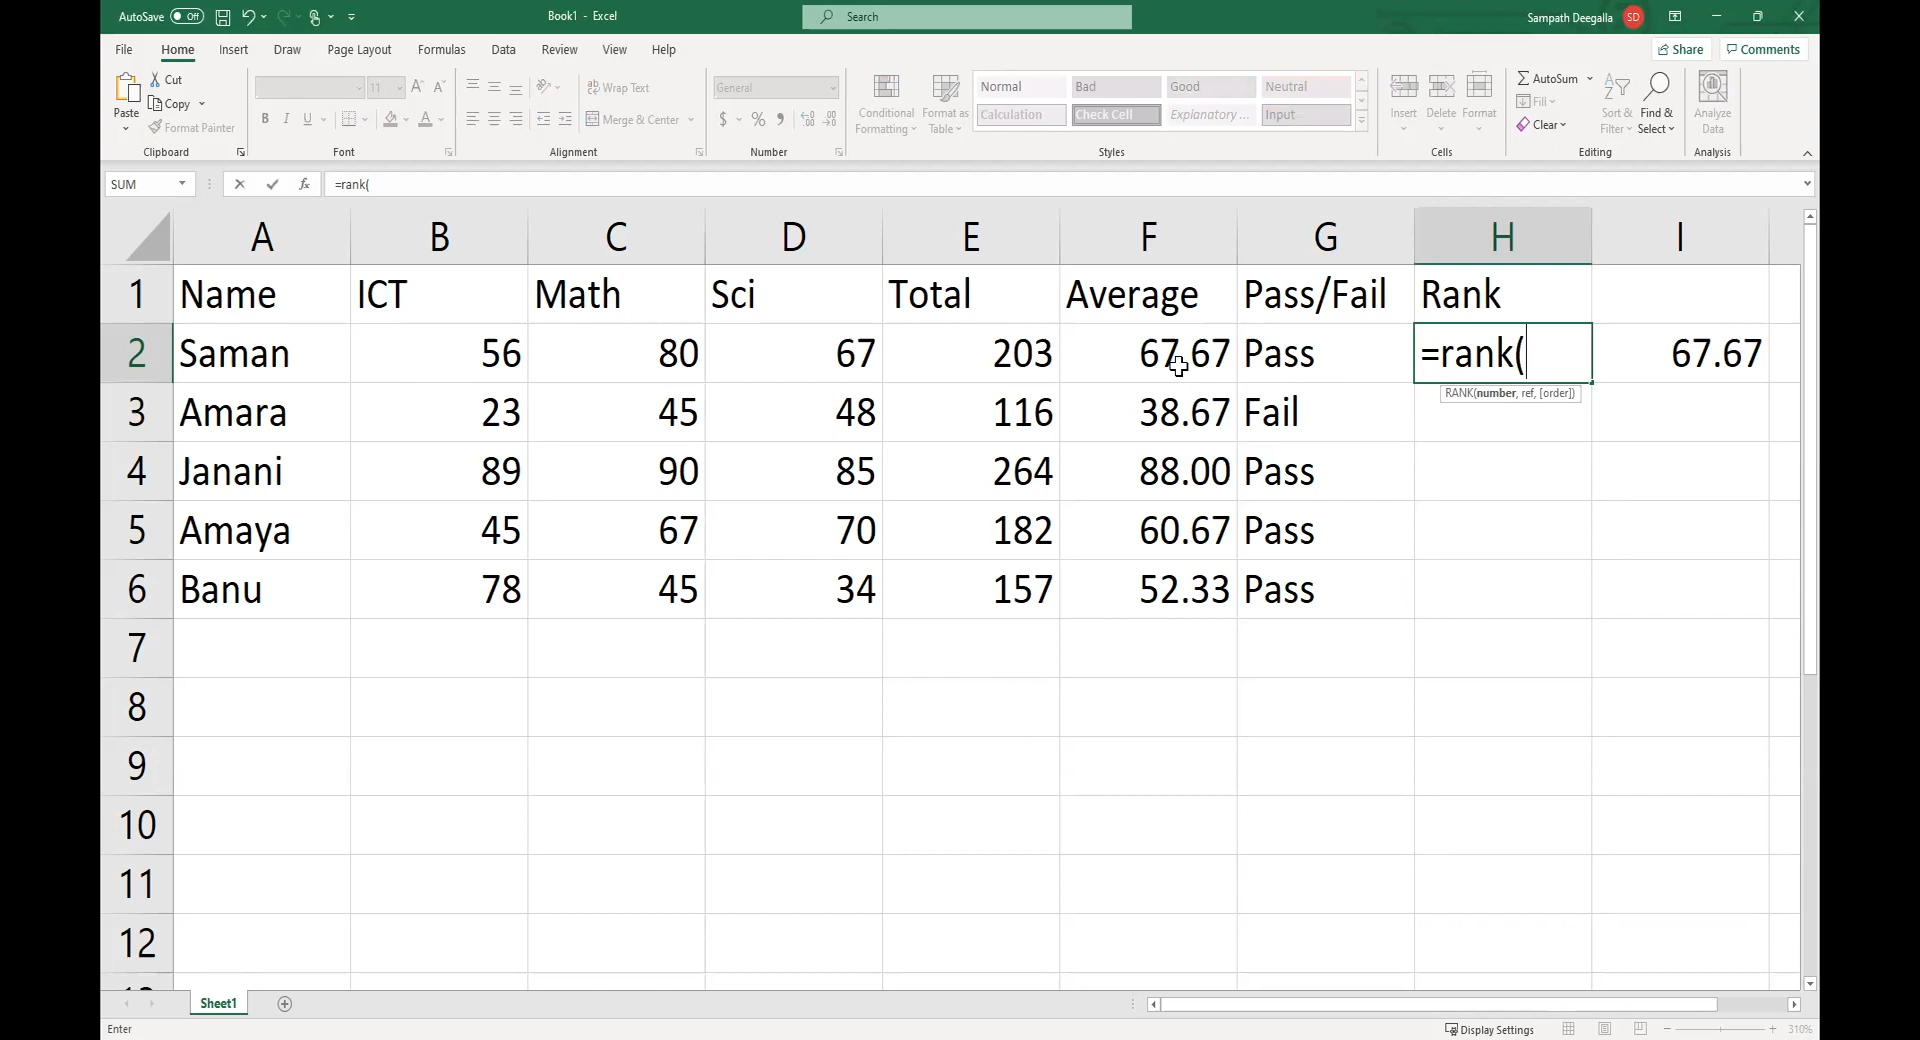 AutoSave Off Book1 - Excel Search Sampath Deegalla SD
File Home Insert Draw Page Layout Formulas Data Review View Help Share Comments
Paste Cut Copy Format Painter Clipboard
11 A A B I U A Font
Wrap Text Merge & Center Alignment
General $ % Number
Conditional Formatting Format as Table
Normal Bad Good Neutral
Calculation Check Cell Explanatory ... Input
Styles
Insert Delete Format Cells
AutoSum Fill Clear Sort & Filter Find & Select Editing
Analyze Data Analysis
SUM fx =rank(
A B C D E F G H I
1 Name ICT Math Sci Total Average Pass/Fail Rank
2 Saman 56 80 67 203 67.67 Pass =rank( 67.67
RANK(number, ref, [order])
3 Amara 23 45 48 116 38.67 Fail
4 Janani 89 90 85 264 88.00 Pass
5 Amaya 45 67 70 182 60.67 Pass
6 Banu 78 45 34 157 52.33 Pass
7
8
9
10
11
12
Sheet1
Enter Display Settings 310%